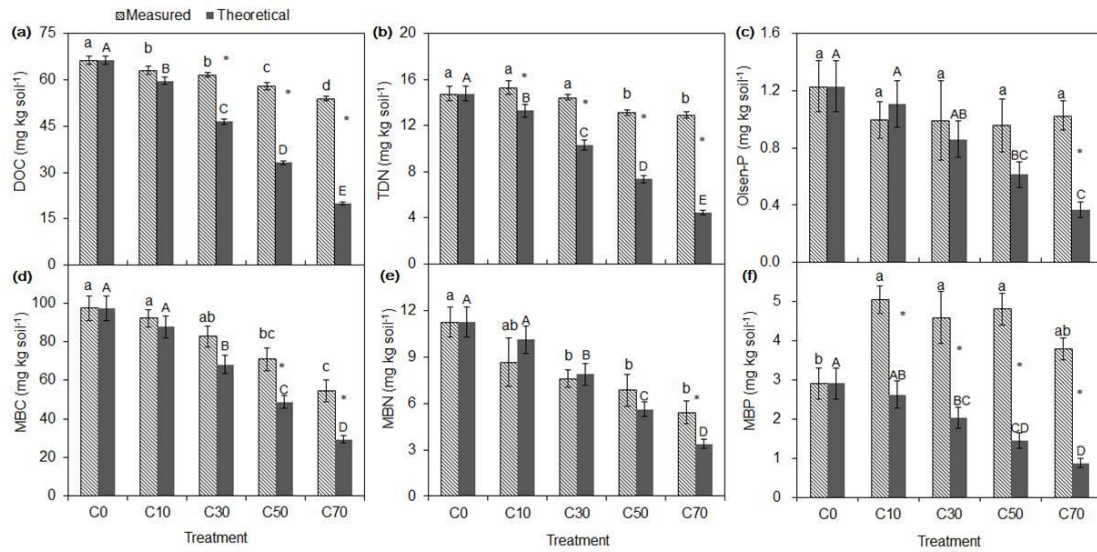 Measured Theoretical
(a)
75
60
45
30
15
0
DOC (mg kg soil-1)
a A b B b C * c D * d E *
(b)
20
16
12
8
4
0
TDN (mg kg soil-1)
a A a B * a C * b D * b E *
(c)
1.6
1.2
0.8
0.4
0.0
Olsen-P (mg kg soil-1)
a A a A a AB a BC a C *
(d)
100
80
60
40
20
0
MBC (mg kg soil-1)
a A a A ab B bc C * c D *
C0 C10 C30 C50 C70
Treatment
(e)
12
9
6
3
0
MBN (mg kg soil-1)
a A ab A b B b C b D *
C0 C10 C30 C50 C70
Treatment
(f)
5
4
3
2
1
0
MBP (mg kg soil-1)
b A a AB * a BC * a CD * ab D *
C0 C10 C30 C50 C70
Treatment